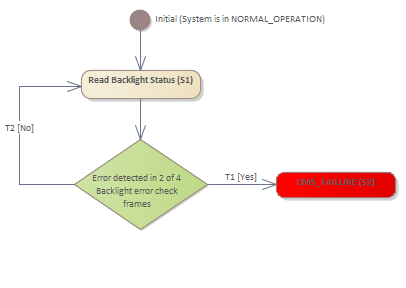 Initial (System is in NORMAL_OPERATION)
Read Backlight Status (S1)
T2 [No]
Error detected in 2 of 4
Backlight error check
frames
T1 [Yes]
CMS_FAILURE (S2)